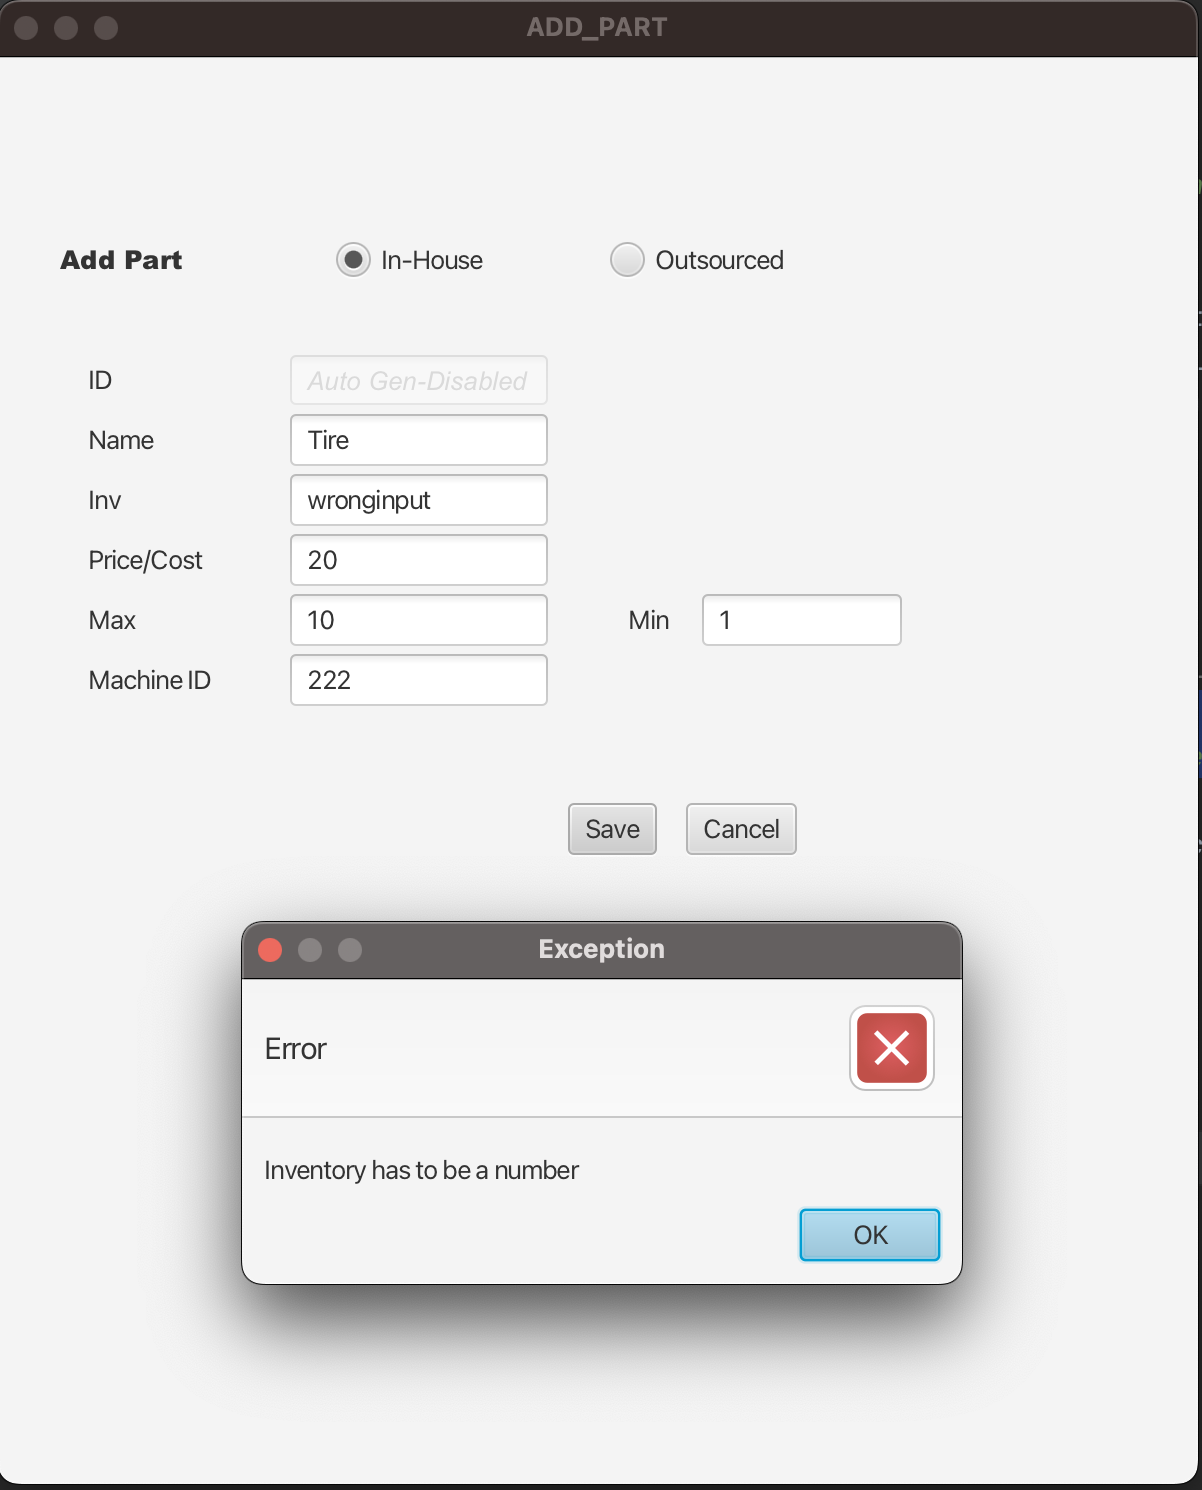 ADD_PART
Add Part In-House Outsourced
ID Auto Gen-Disabled
Name Tire
Inv wronginput
Price/Cost 20
Max 10 Min 1
Machine ID 222
Save Cancel
Exception
Error
Inventory has to be a number
OK